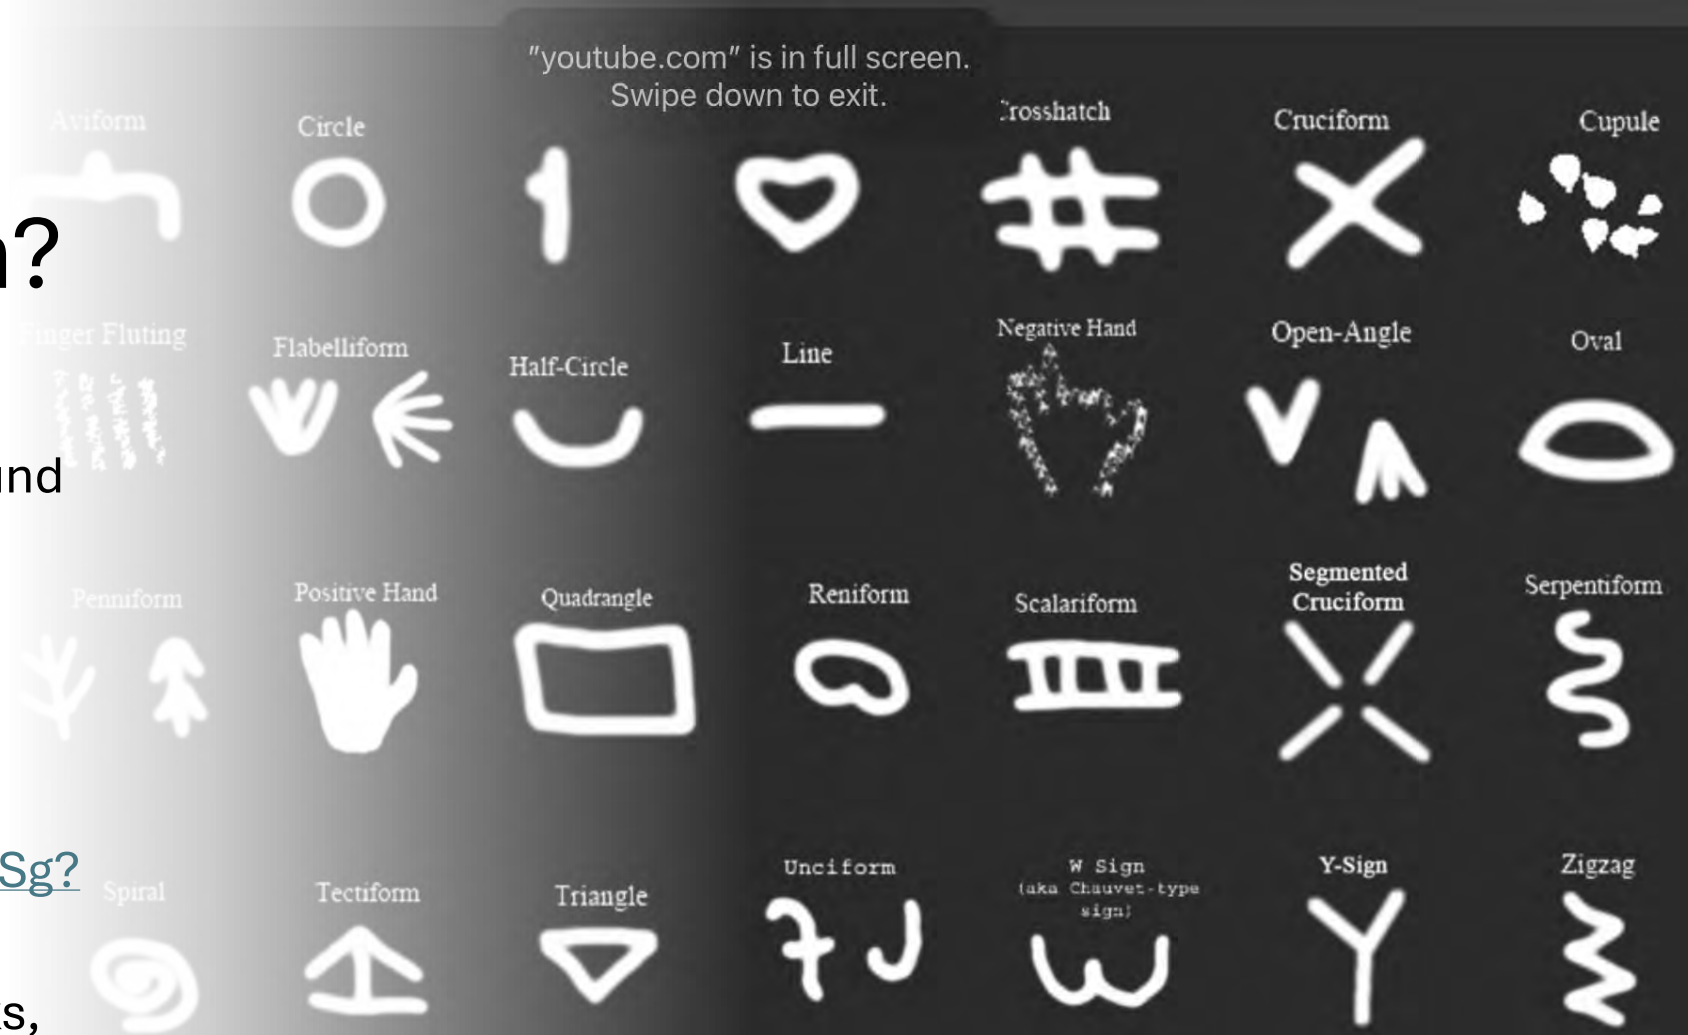 "youtube.com" is in full screen.
Swipe down to exit.
Aviform
Circle
rosshatch
Cruciform
Cupule
n?
Finger Fluting
Flabelliform
Half-Circle
Line
Negative Hand
Open-Angle
Oval
und
Penniform
Positive Hand
Quadrangle
Reniform
Scalariform
Segmented
Cruciform
Serpentiform
Sg?
Spiral
Tectiform
Triangle
Unciform
W Sign
(aka Chauvet-type
sign)
Y-Sign
Zigzag
s,